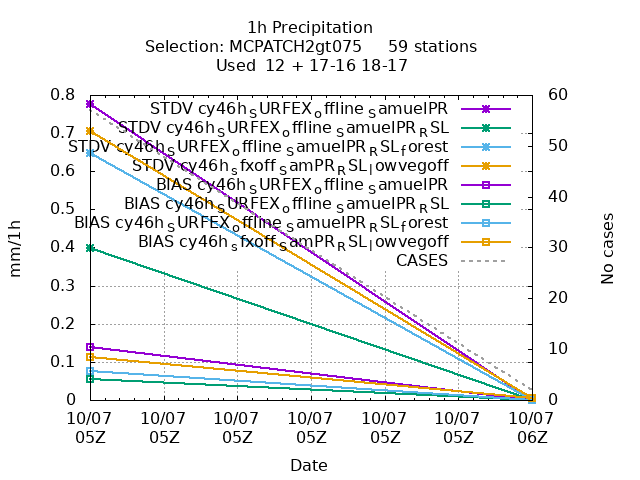 1h Precipitation
Selection: MCPATCH2gt075 59 stations
Used 12 + 17-16 18-17
0.8
0.7
0.6
0.5
0.4
0.3
0.2
0.1
0
mm/1h
STDV cy46h_SURFEX_offline_samuelPR
STDV cy46h_SURFEX_offline_samuelPR_RSL
STDV cy46h_SURFEX_offline_samuelPR_RSL_forest
STDV cy46h_sfxoff_SamPR_RSL_lowvegoff
BIAS cy46h_SURFEX_offline_samuelPR
BIAS cy46h_SURFEX_offline_samuelPR_RSL
BIAS cy46h_SURFEX_offline_samuelPR_RSL_forest
BIAS cy46h_sfxoff_SamPR_RSL_lowvegoff
CASES
60
50
40
30
20
10
0
No cases
10/07 10/07 10/07 10/07 10/07 10/07 10/07
05Z 05Z 05Z 05Z 05Z 05Z 06Z
Date